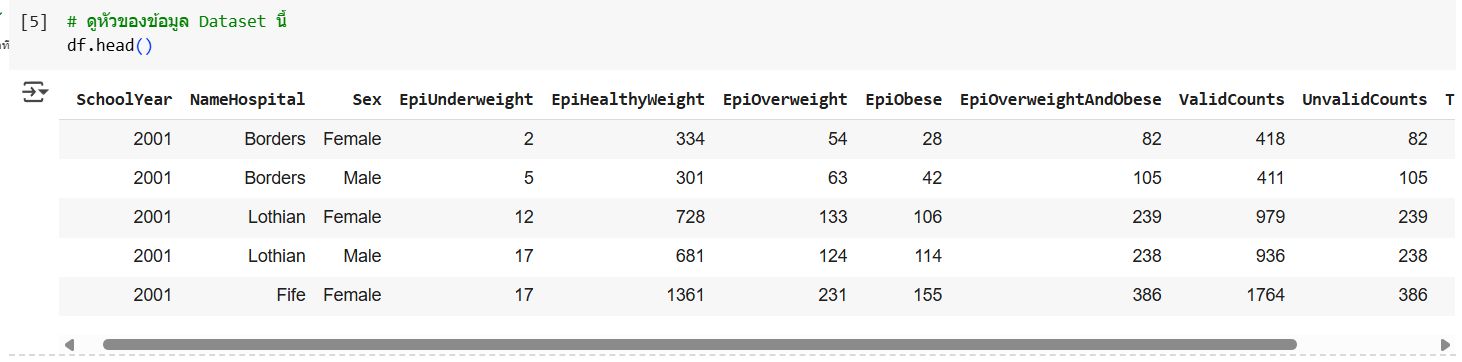 [5] # ดูหัวของข้อมูล Dataset นี้
df.head()
SchoolYear NameHospital Sex EpiUnderweight EpiHealthyWeight EpiOverweight EpiObese EpiOverweightAndObese ValidCounts UnvalidCounts T
2001 Borders Female 2 334 54 28 82 418 82
2001 Borders Male 5 301 63 42 105 411 105
2001 Lothian Female 12 728 133 106 239 979 239
2001 Lothian Male 17 681 124 114 238 936 238
2001 Fife Female 17 1361 231 155 386 1764 386